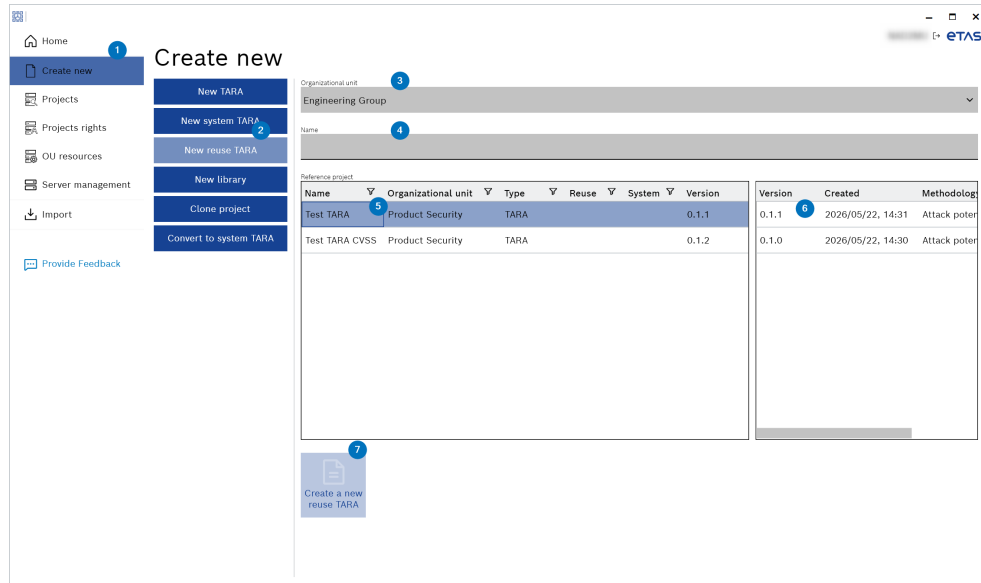 Home
1
Create new
Projects
Projects rights
OU resources
Server management
Import
Provide Feedback
ETAS
Create new
New TARA
New system TARA
2
New reuse TARA
New library
Clone project
Convert to system TARA
Organizational unit
3
Engineering Group
Name
4
Reference project
Name Organizational unit Type Reuse System Version
5
Test TARA Product Security TARA 0.1.1
Test TARA CVSS Product Security TARA 0.1.2
Version Created Methodology
6
0.1.1 2026/05/22, 14:31 Attack poten
0.1.0 2026/05/22, 14:30 Attack poten
7
Create a new
reuse TARA